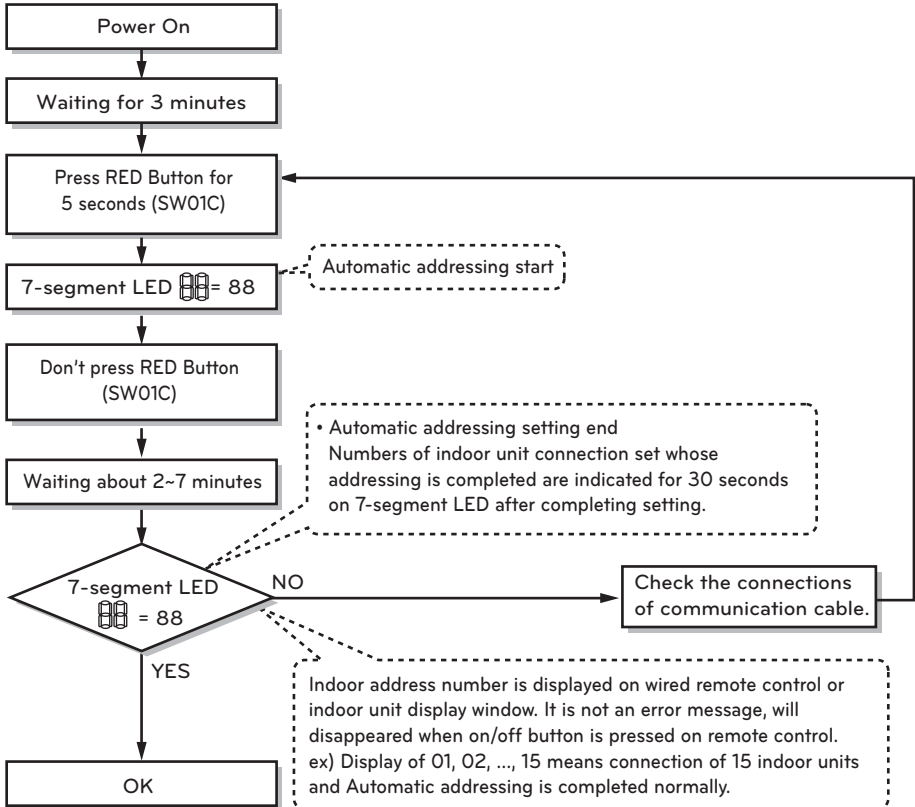 Power On
Waiting for 3 minutes
Press RED Button for
5 seconds (SW01C)
7-segment LED 88= 88
Automatic addressing start
Don't press RED Button
(SW01C)
• Automatic addressing setting end
Numbers of indoor unit connection set whose
addressing is completed are indicated for 30 seconds
on 7-segment LED after completing setting.
Waiting about 2~7 minutes
7-segment LED
88 = 88
NO
Check the connections
of communication cable.
YES
Indoor address number is displayed on wired remote control or
indoor unit display window. It is not an error message, will
disappeared when on/off button is pressed on remote control.
ex) Display of 01, 02, ..., 15 means connection of 15 indoor units
and Automatic addressing is completed normally.
OK